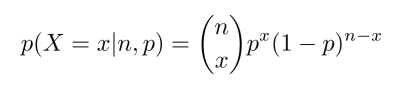 p(X = x|n, p) = \binom{n}{x} p^x (1 − p)^{n−x}